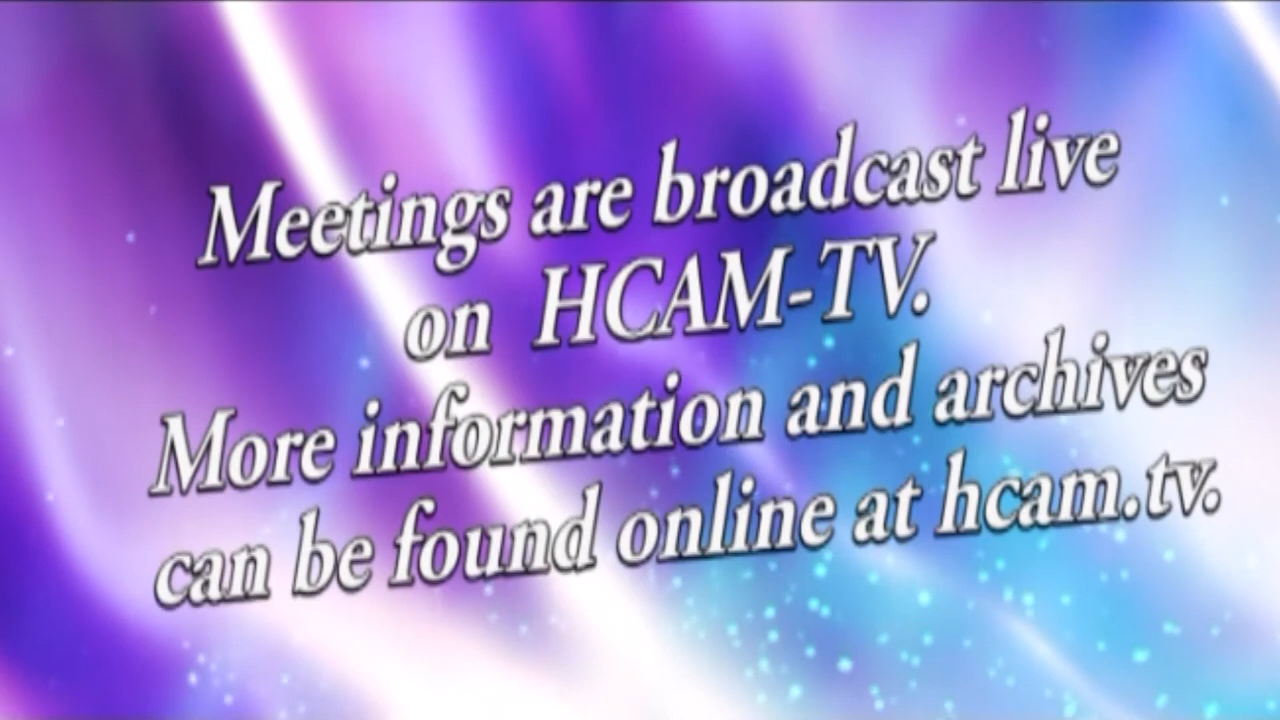 Meetings are broadcast live
on HCAM-TV.
More information and archives
can be found online at hcam.tv.